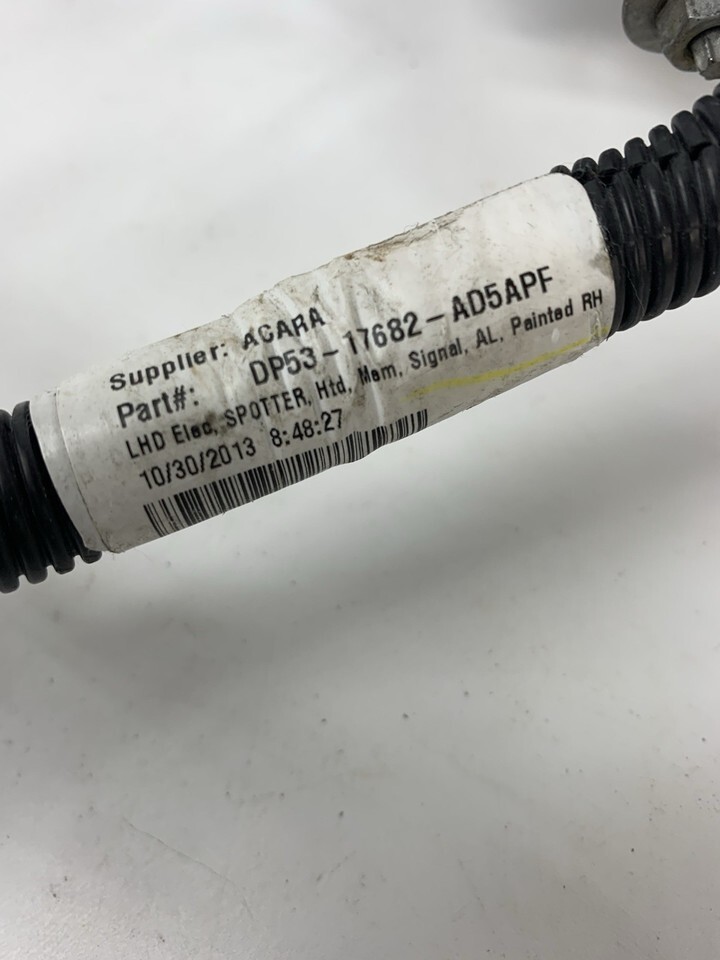 Supplier: ACARA
Part#: DP53-17682-AD5APF
LHD Elec, SPOTTER, Htd, Mem, Signal, AL, Painted RH
10/30/2013 8:48:27